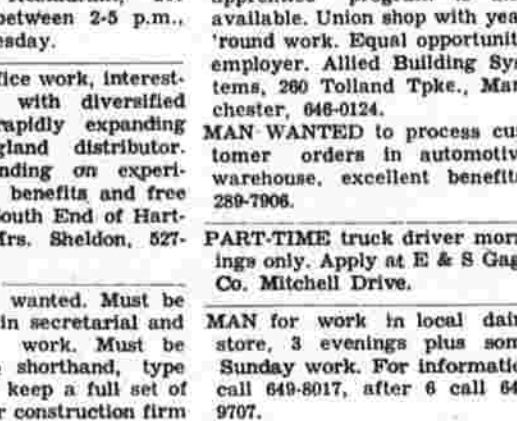 between 2-5 p.m.,
esday.
fice work, interest-
with diversified
rapidly expanding
gland distributor.
nding on experi-
benefits and free
outh End of Hart-
Mrs. Sheldon, 527-
wanted. Must be
in secretarial and
work. Must be
shorthand, type
keep a full set of
r construction firm
available. Union shop with yea
'round work. Equal opportunit
employer. Allied Building Sys
tems, 260 Tolland Tpke., Man
chester, 646-0124.
MAN WANTED to process cus
tomer orders in automotiv
warehouse, excellent benefits
289-7906.
PART-TIME truck driver morn
ings only. Apply at E & S Gag
Co. Mitchell Drive.
MAN for work in local dair
store, 3 evenings plus som
Sunday work. For informatio
call 649-8017, after 6 call 64
9707.